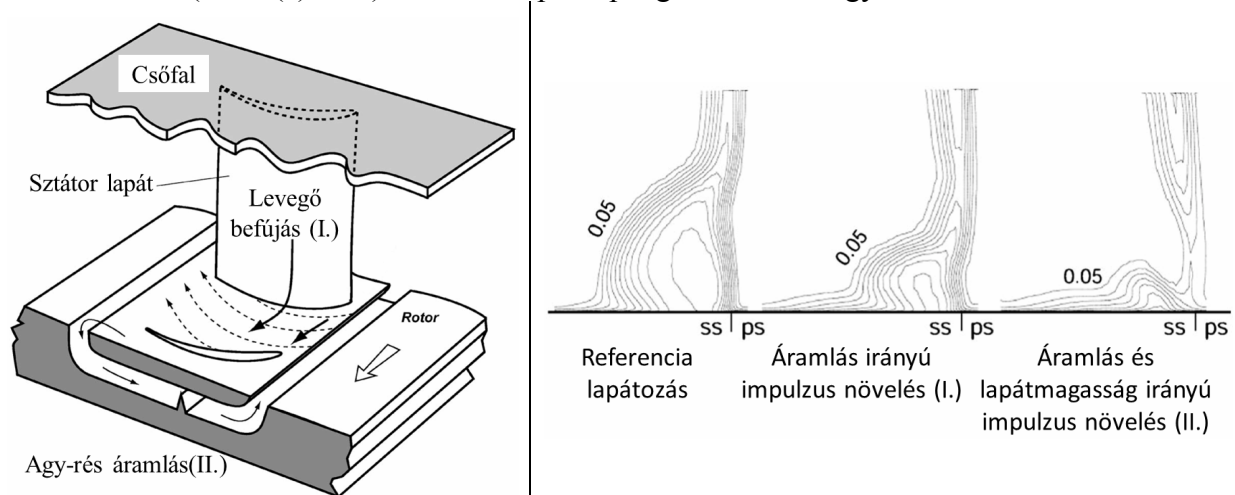 Csőfal
Sztátor lapát
Levegő
befújás (I.)
Rotor
Agy-rés áramlás(II.)
0.05
0.05
0.05
ss ps
ss ps
ss ps
Referencia
lapátozás
Áramlás irányú
impulzus növelés (I.)
Áramlás és
lapátmagasság irányú
impulzus növelés (II.)